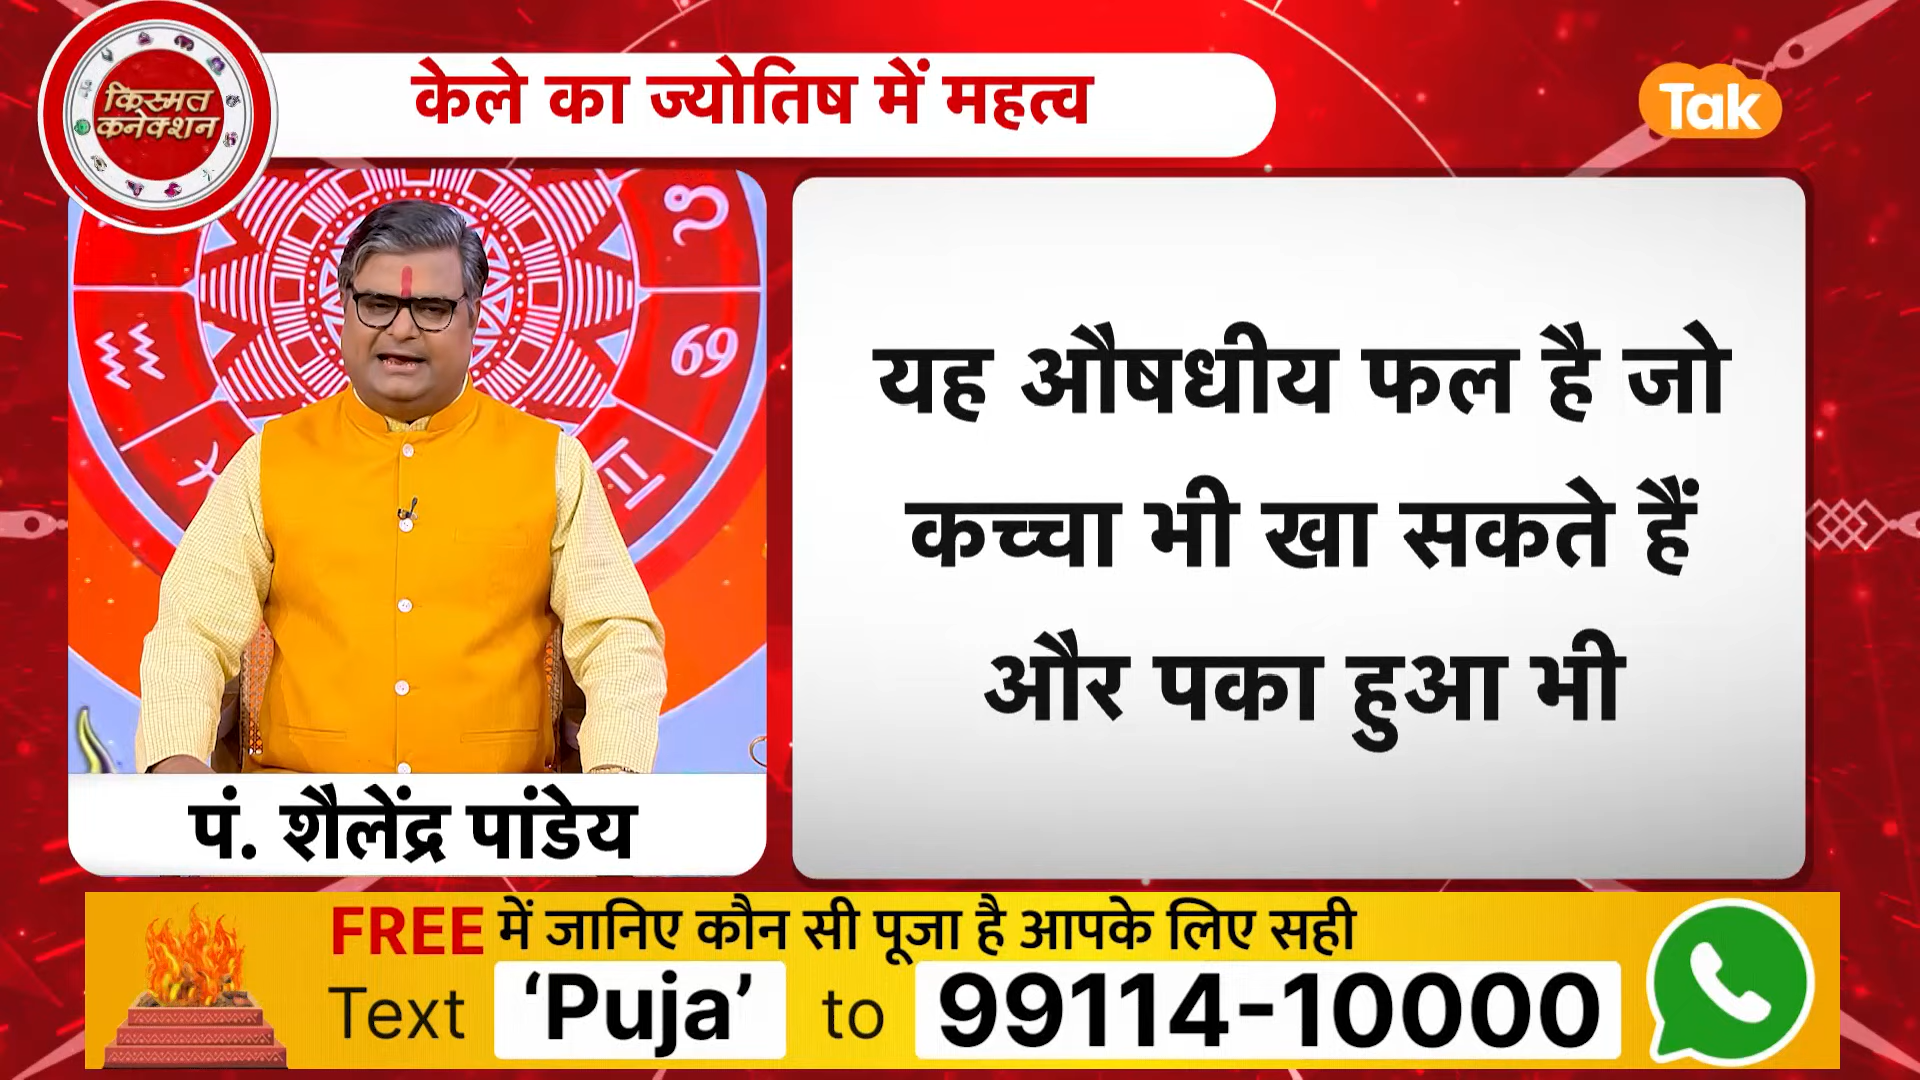 किस्मत
कनेक्शन
केले का ज्योतिष में महत्व
Tak
यह औषधीय फल है जो
कच्चा भी खा सकते हैं
और पका हुआ भी
पं. शैलेंद्र पांडेय
FREE में जानिए कौन सी पूजा है आपके लिए सही
Text 'Puja' to 99114-10000